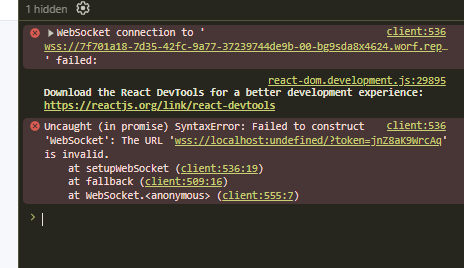 1 hidden
WebSocket connection to ' client:536
wss://7f701a18-7d35-42fc-9a77-37239744de9b-00-bg9sda8x4624.worf.rep…
' failed:
react-dom.development.js:29895
Download the React DevTools for a better development experience:
https://reactjs.org/link/react-devtools
Uncaught (in promise) SyntaxError: Failed to construct client:536
'WebSocket': The URL 'wss://localhost:undefined/?token=jnZ8aK9WrcAq'
is invalid.
at setupWebSocket (client:536:19)
at fallback (client:509:16)
at WebSocket.<anonymous> (client:555:7)